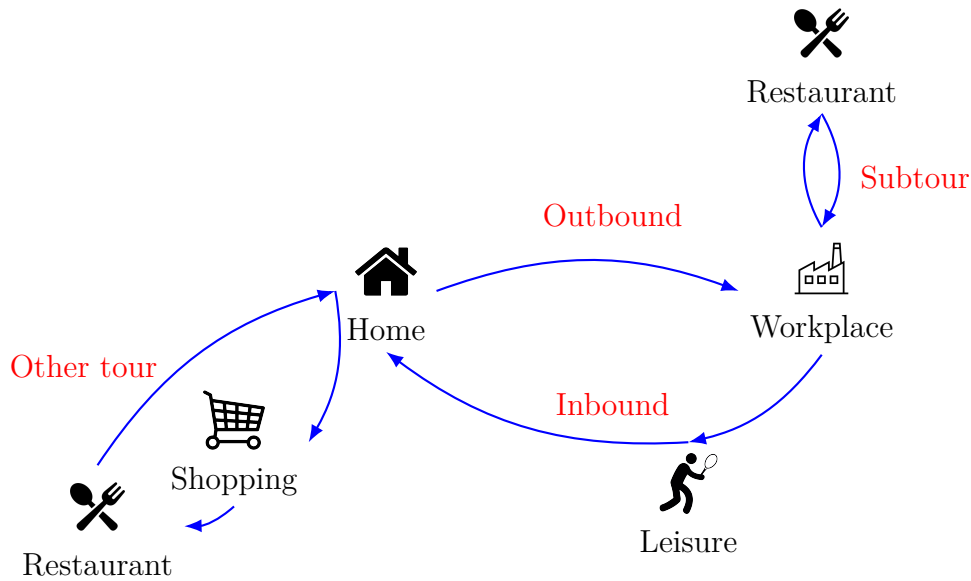 Restaurant
Subtour
Outbound
Home
Workplace
Other tour
Inbound
Shopping
Leisure
Restaurant